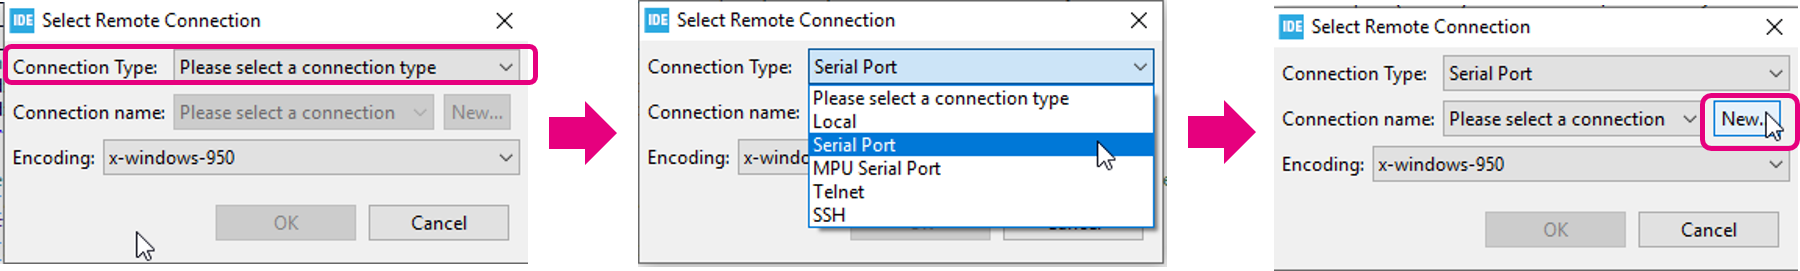 IDE Select Remote Connection
Connection Type: Please select a connection type
Connection name: Please select a connection New...
Encoding: x-windows-950
OK Cancel
IDE Select Remote Connection
Connection Type: Serial Port
Please select a connection type
Connection name:
Local
Serial Port
Encoding: x-windo
MPU Serial Port
Telnet
SSH
IDE Select Remote Connection
Connection Type: Serial Port
Connection name: Please select a connection New..
Encoding: x-windows-950
OK Cancel